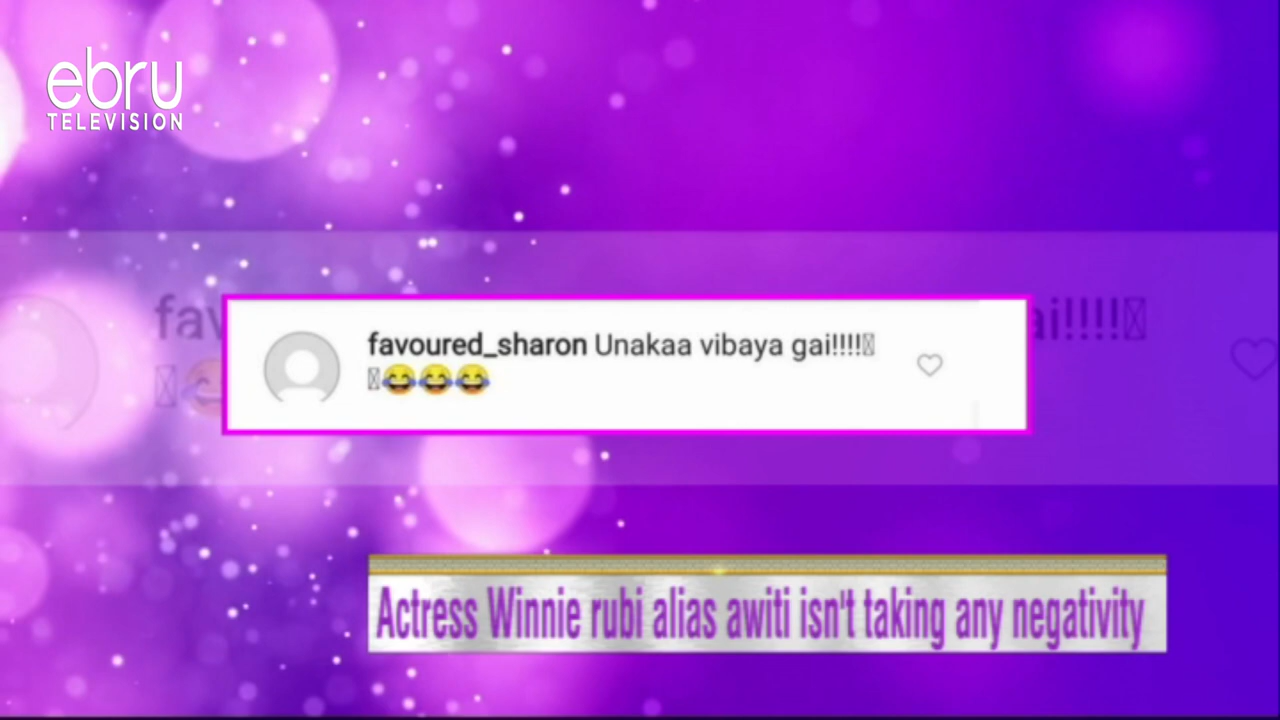 ebru
TELEVISION
favoured_sharon Unakaa vibaya gai!!!!
😂😂😂
Actress Winnie rubi alias awiti isn't taking any negativity